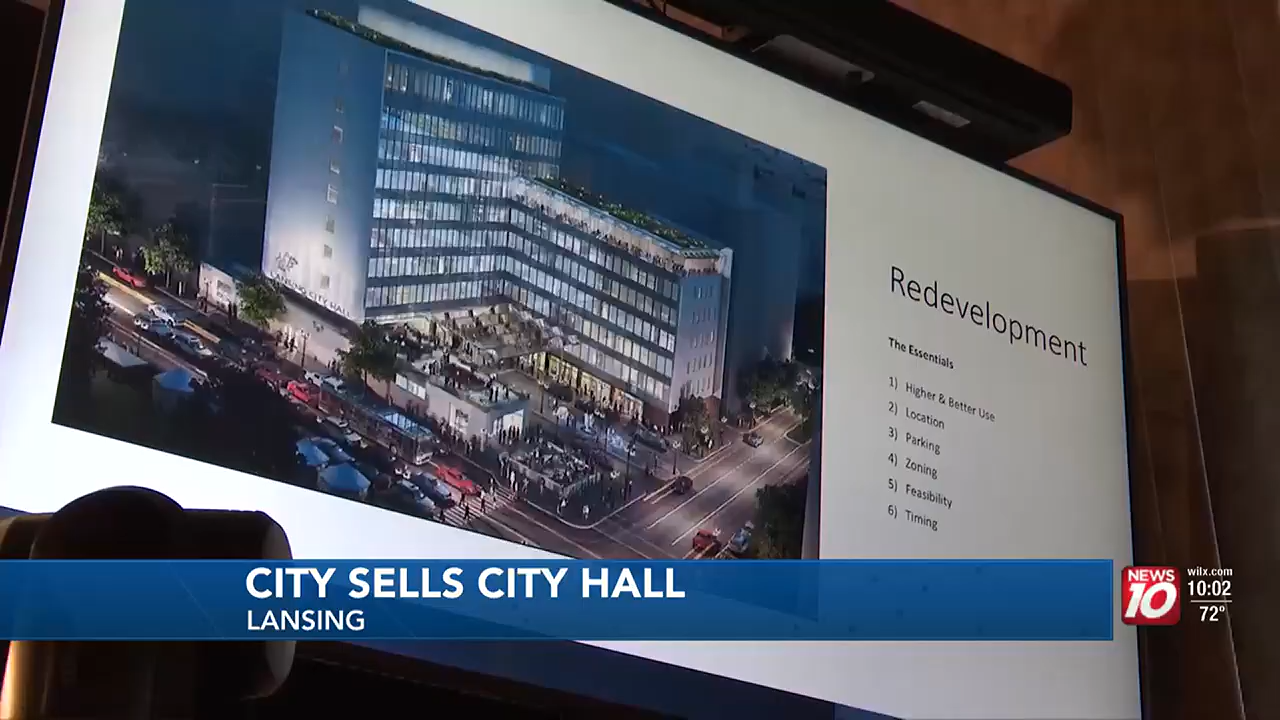 LANSING CITY HALL
Redevelopment
The Essentials
1) Higher & Better Use
2) Location
3) Parking
4) Zoning
5) Feasibility
6) Timing
CITY SELLS CITY HALL
LANSING
NEWS
10
wilx.com
10:02
72°